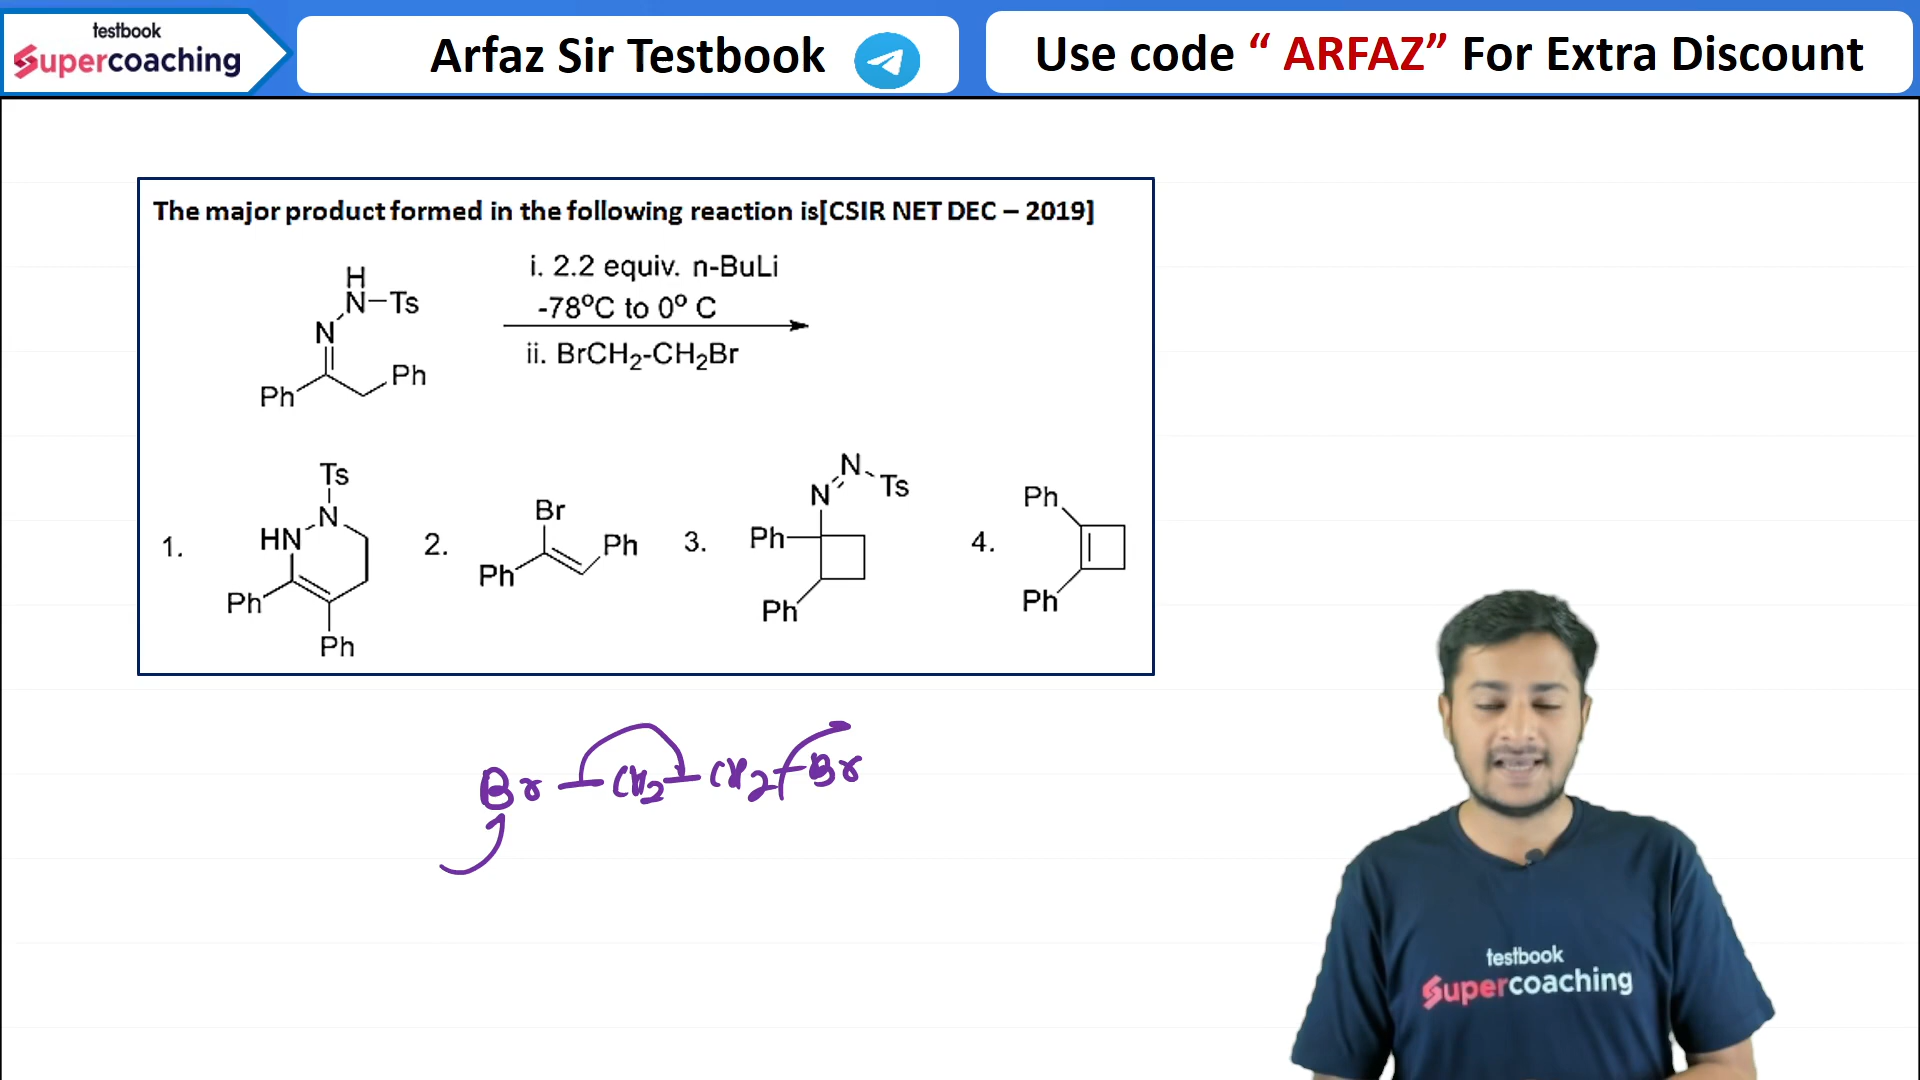 testbook
Supercoaching
Arfaz Sir Testbook
Use code “ ARFAZ” For Extra Discount
The major product formed in the following reaction is[CSIR NET DEC – 2019]
H
N–Ts
N
Ph
Ph
i. 2.2 equiv. n-BuLi
-78⁰C to 0⁰ C
ii. BrCH₂-CH₂Br
1.
Ts
N
HN
Ph
Ph
2.
Br
Ph
Ph
3.
N
N
Ts
Ph
Ph
4.
Ph
Ph
Br – CH₂ – CH₂ – Br
testbook
Supercoaching